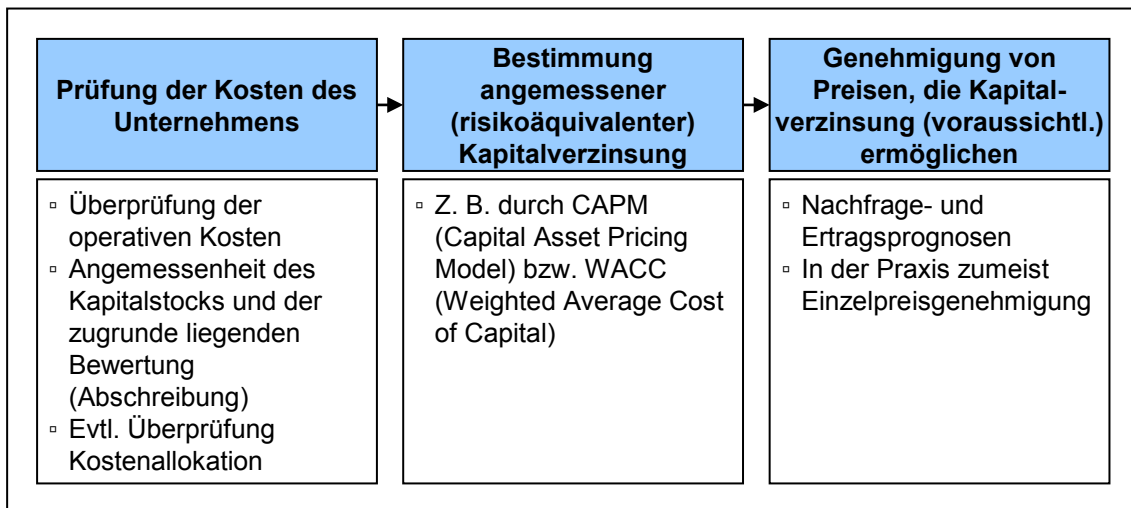 Prüfung der Kosten des
Unternehmens
Bestimmung
angemessener
(risikoäquivalenter)
Kapitalverzinsung
Genehmigung von
Preisen, die Kapital-
verzinsung (voraussichtl.)
ermöglichen
▫ Überprüfung der
operativen Kosten
▫ Angemessenheit des
Kapitalstocks und der
zugrunde liegenden
Bewertung
(Abschreibung)
▫ Evtl. Überprüfung
Kostenallokation
▫ Z. B. durch CAPM
(Capital Asset Pricing
Model) bzw. WACC
(Weighted Average Cost
of Capital)
▫ Nachfrage- und
Ertragsprognosen
▫ In der Praxis zumeist
Einzelpreisgenehmigung